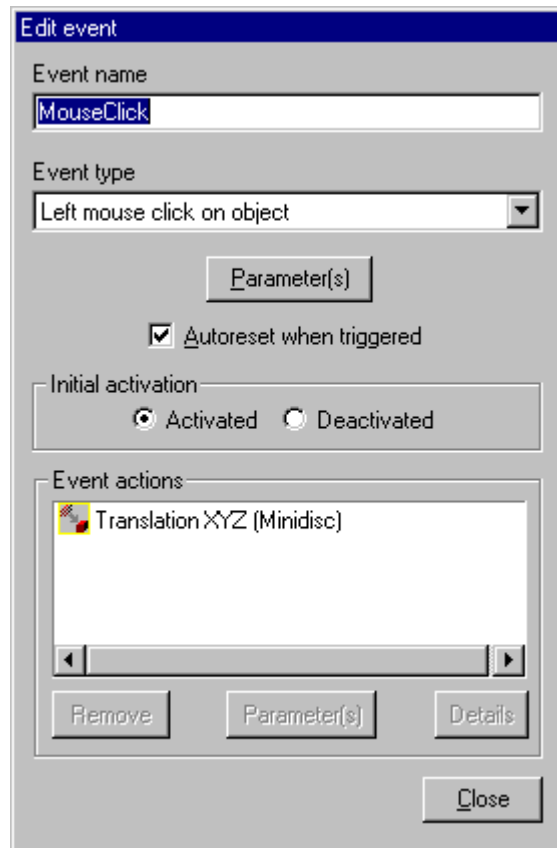 Edit event
Event name
MouseClick
Event type
Left mouse click on object
Parameter(s)
Autoreset when triggered
Initial activation
Activated Deactivated
Event actions
Translation XYZ (Minidisc)
Remove Parameter(s) Details
Close